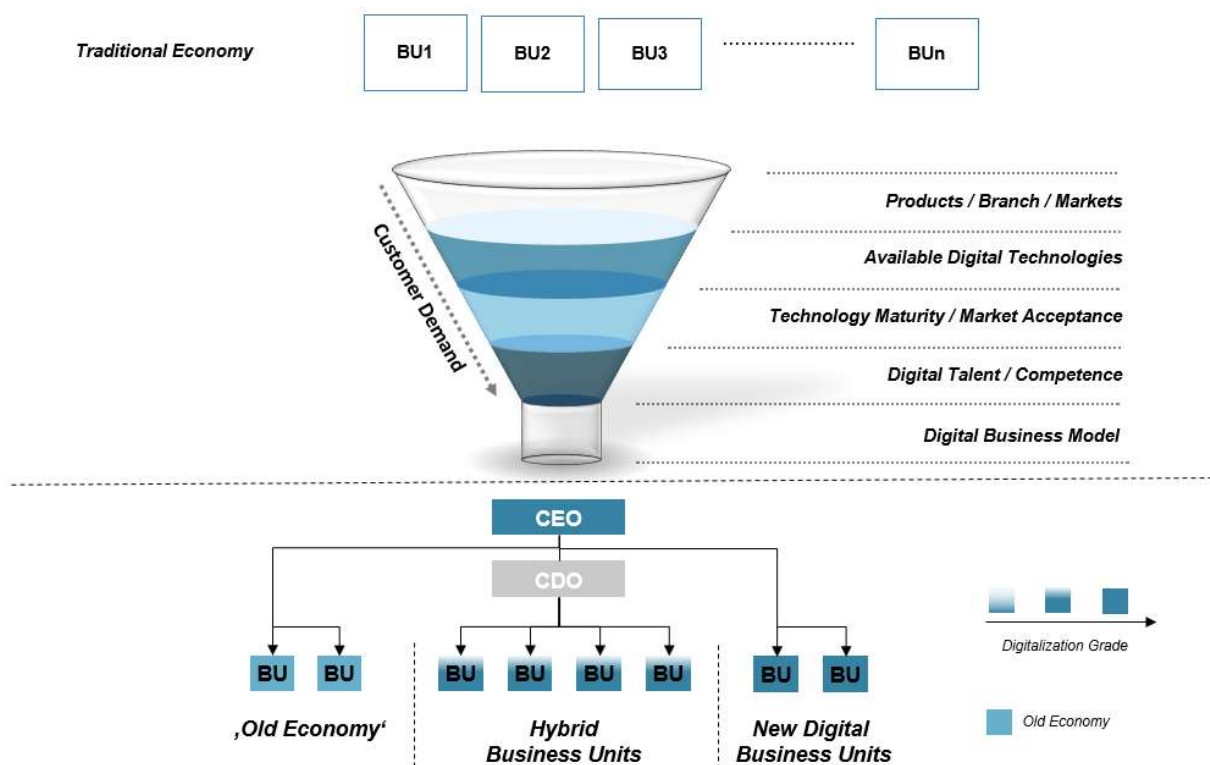 Traditional Economy
BU1
BU2
BU3
BUn
Products / Branch / Markets
Available Digital Technologies
Technology Maturity / Market Acceptance
Digital Talent / Competence
Digital Business Model
Customer Demand
CEO
CDO
BU
BU
BU
BU
BU
BU
BU
BU
‚Old Economy‘
Hybrid
Business Units
New Digital
Business Units
Digitalization Grade
Old Economy